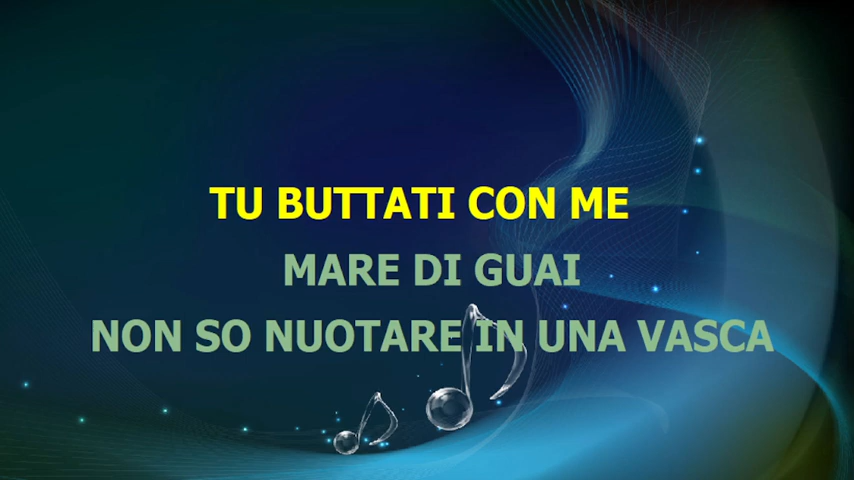 TU BUTTATI CON ME
MARE DI GUAI
NON SO NUOTARE IN UNA VASCA